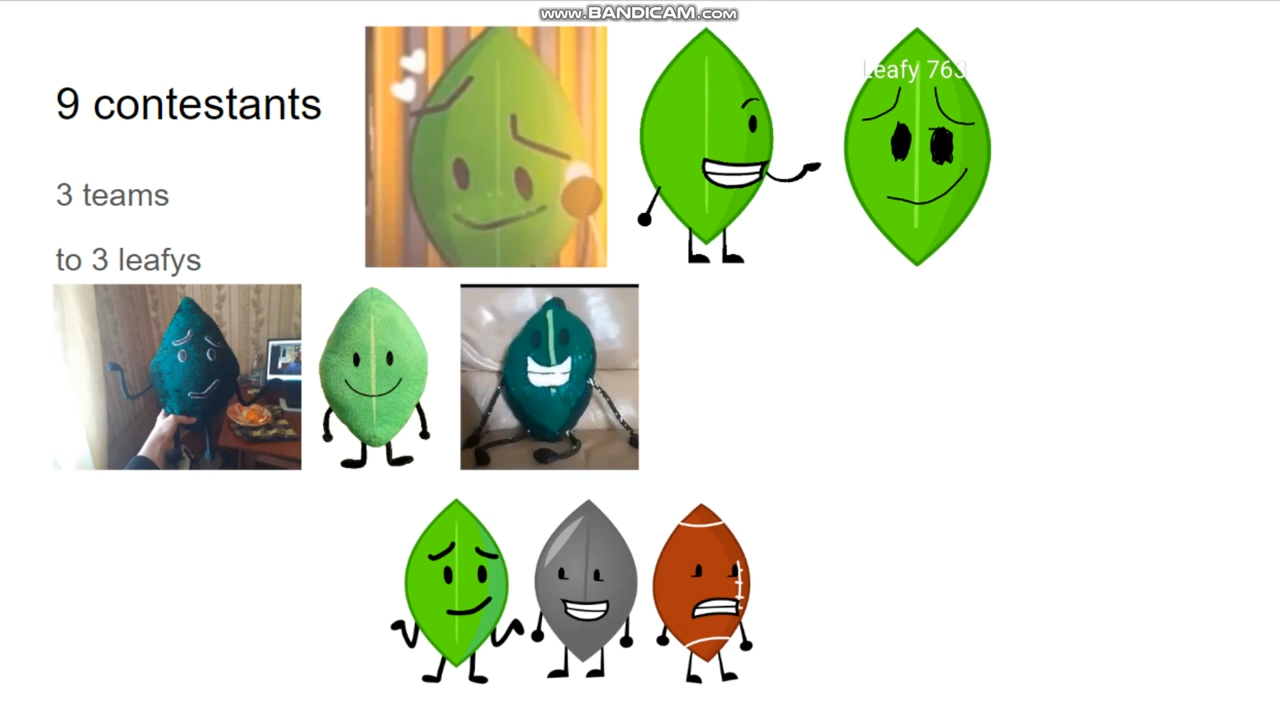 www.BANDICAM.com
9 contestants
Leafy 763
3 teams
to 3 leafys